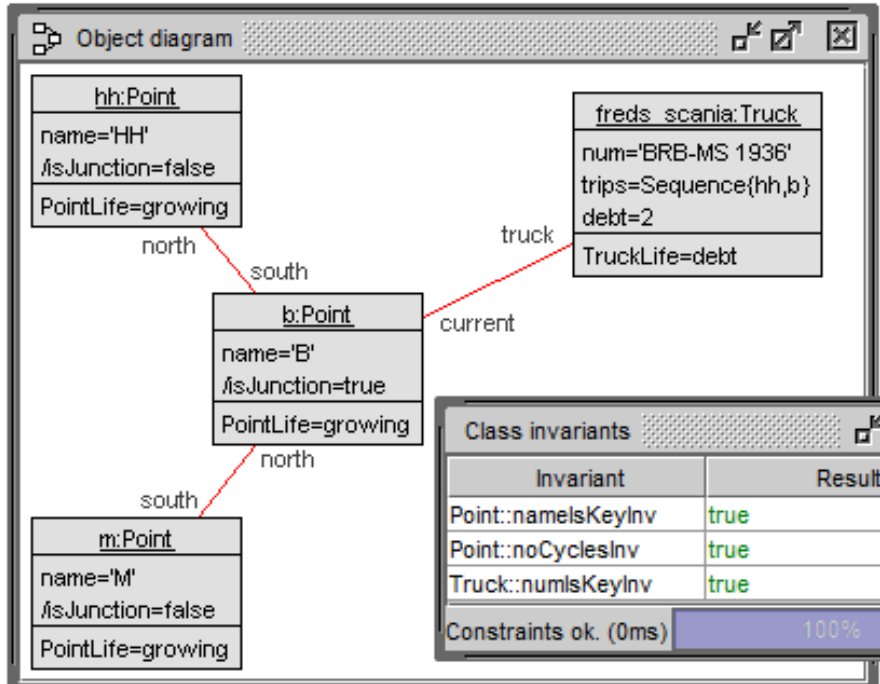 Object diagram
hh:Point
name='HH'
/isJunction=false
PointLife=growing
freds_scania:Truck
num='BRB-MS 1936'
trips=Sequence{hh,b}
debt=2
TruckLife=debt
north
south
truck
current
b:Point
name='B'
/isJunction=true
PointLife=growing
north
south
m:Point
name='M'
/isJunction=false
PointLife=growing
Class invariants
Invariant Result
Point::nameIsKeyInv true
Point::noCyclesInv true
Truck::numIsKeyInv true
Constraints ok. (0ms) 100%